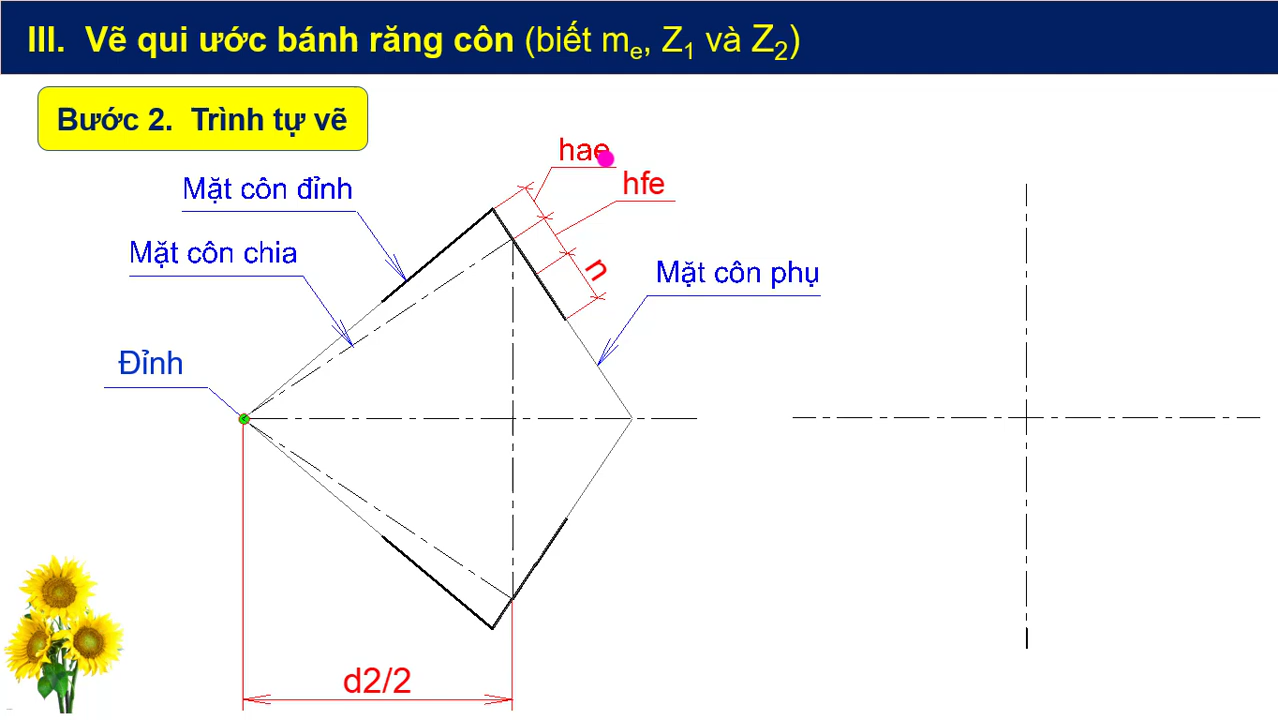 III. Vẽ qui ước bánh răng côn (biết me, Z1 và Z2)
Bước 2. Trình tự vẽ
hae
hfe
Mặt côn đỉnh
Mặt côn chia
n
Mặt côn phụ
Đỉnh
d2/2